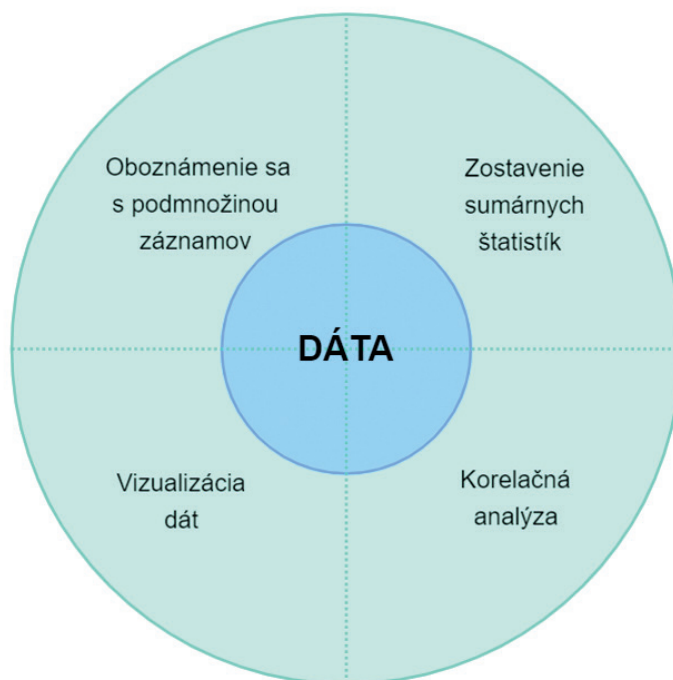 Oboznámenie sa
s podmnožinou
záznamov
Zostavenie
sumárnych
štatistík
DÁTA
Vizualizácia
dát
Korelačná
analýza